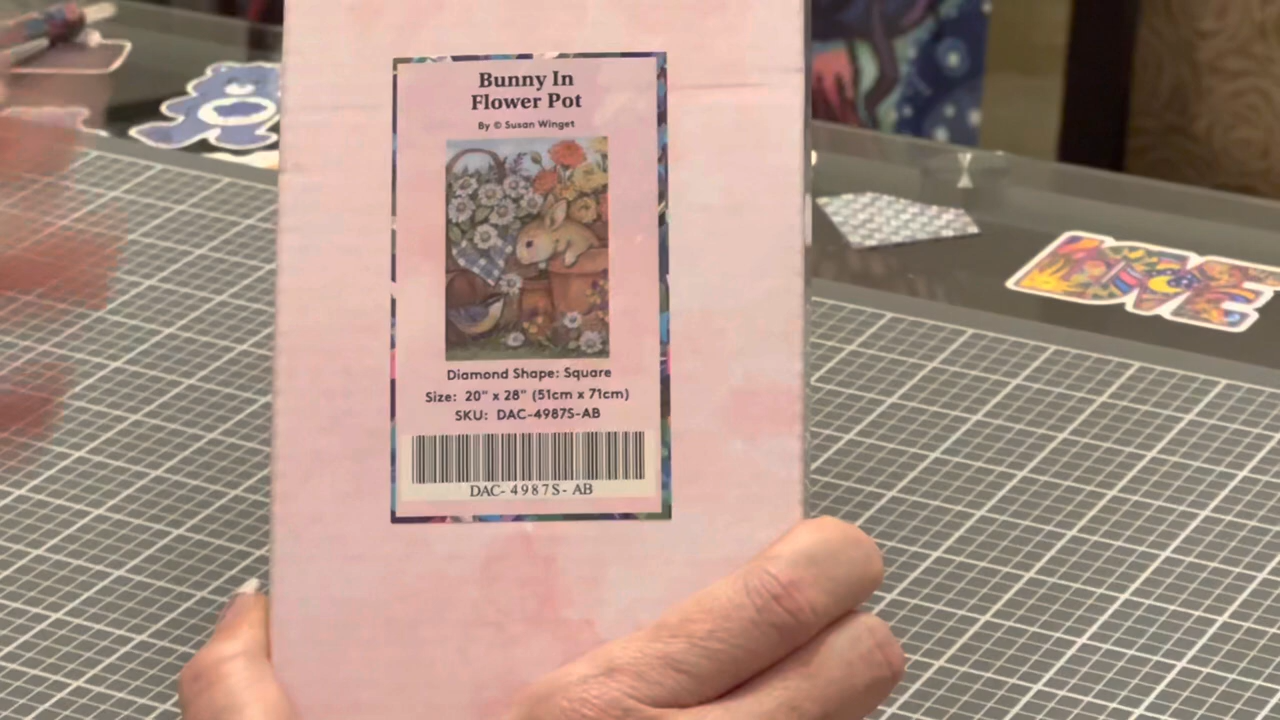 Bunny In
Flower Pot
By © Susan Winget
Diamond Shape: Square
Size: 20" x 28" (51cm x 71cm)
SKU: DAC-4987S-AB
DAC- 4987S- AB
LOVE